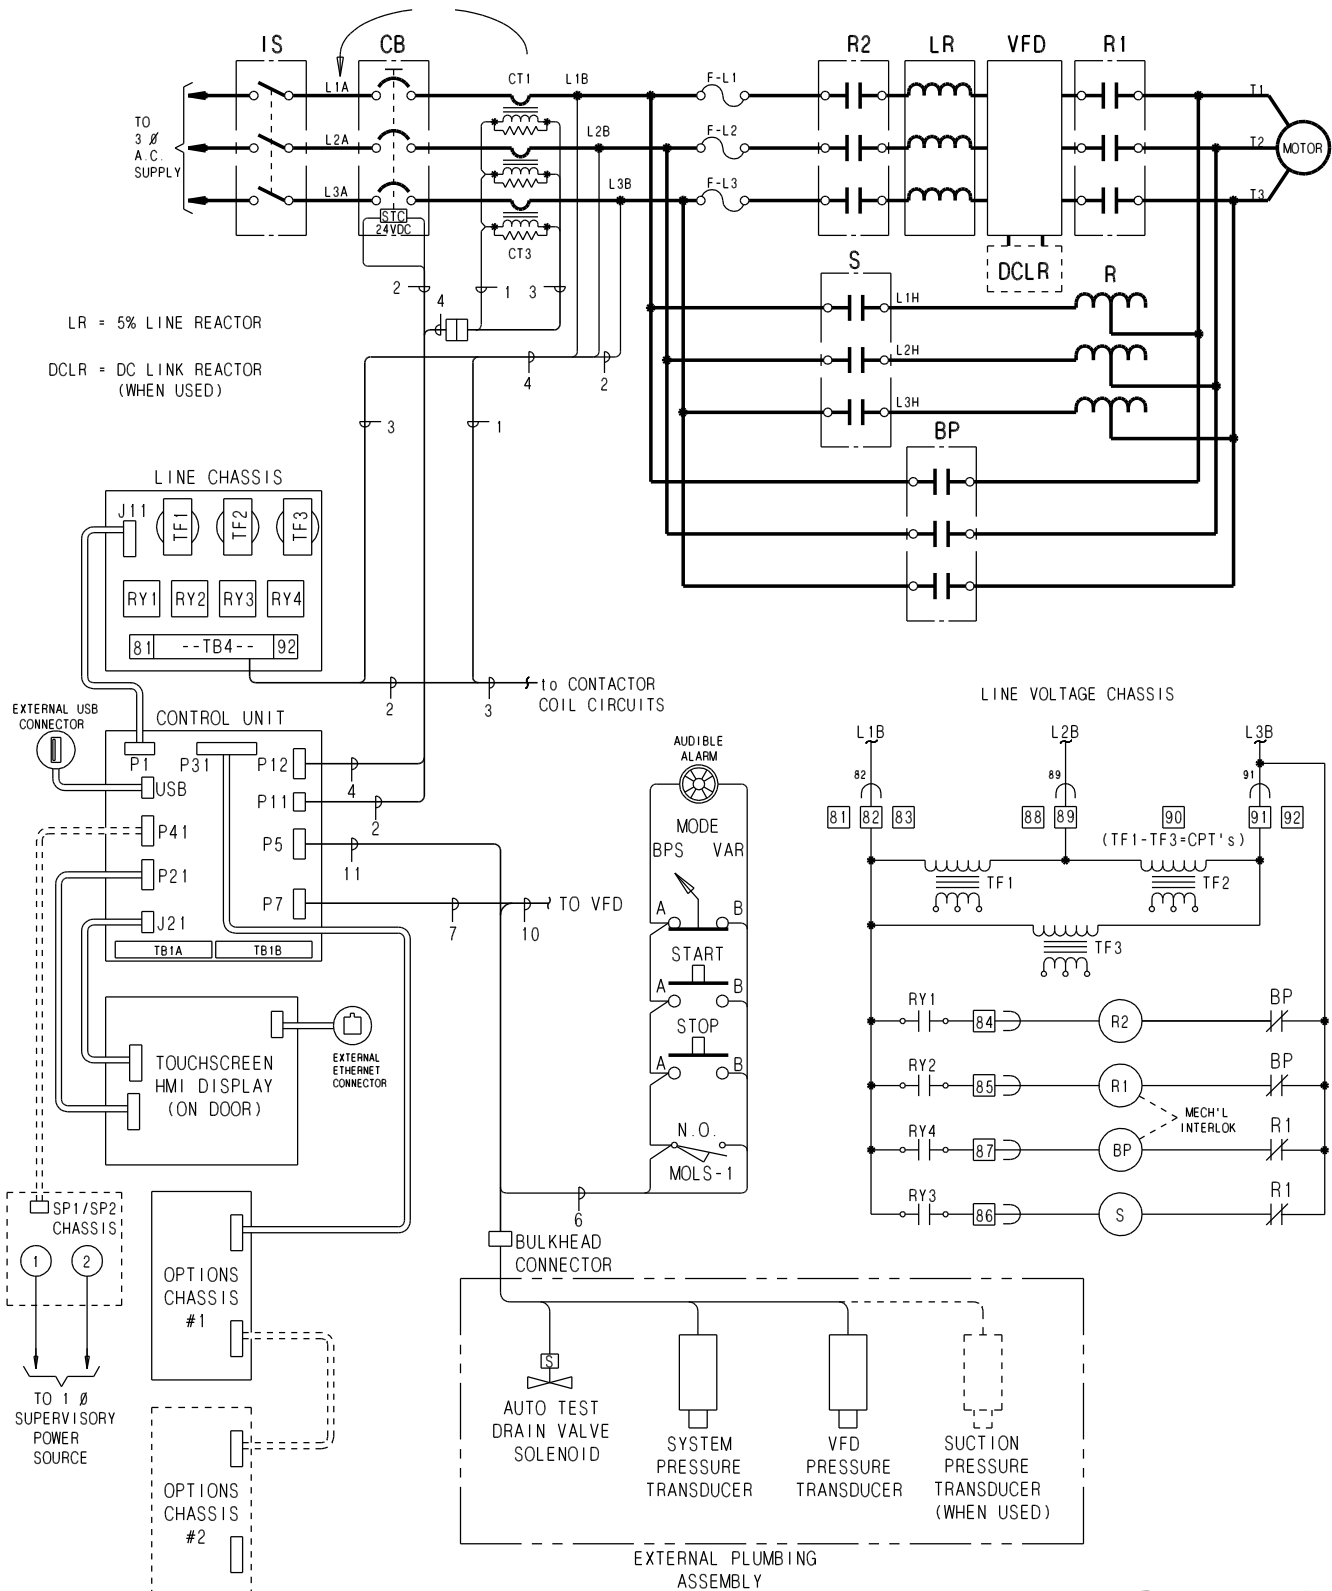 IS
CB
R2
LR
VFD
R1
CT1
L1A
L1B
F-L1
T1
TO
3 Ø
A.C.
SUPPLY
L2A
L2B
F-L2
T2
MOTOR
L3A
L3B
F-L3
T3
STC
24VDC
CT3
DCLR
S
R
2
4
1
3
L1H
LR = 5% LINE REACTOR
L2H
DCLR = DC LINK REACTOR
(WHEN USED)
4
2
L3H
3
1
BP
LINE CHASSIS
J11
TF1
TF2
TF3
RY1
RY2
RY3
RY4
81
--TB4--
92
2
3
to CONTACTOR
COIL CIRCUITS
EXTERNAL USB
CONNECTOR
CONTROL UNIT
P1
P31
P12
USB
4
P11
2
P41
P5
11
P21
P7
7
10
TO VFD
J21
TB1A
TB1B
AUDIBLE
ALARM
MODE
BPS
VAR
A
B
START
A
B
STOP
A
B
N.O.
MOLS-1
6
LINE VOLTAGE CHASSIS
L1B
L2B
L3B
82
89
91
81
82
83
88
89
90
91
92
(TF1-TF3=CPT's)
TF1
TF2
TF3
RY1
84
R2
BP
RY2
85
R1
BP
MECH'L
INTERLOK
RY4
87
BP
R1
RY3
86
S
R1
TOUCHSCREEN
HMI DISPLAY
(ON DOOR)
EXTERNAL
ETHERNET
CONNECTOR
SP1/SP2
CHASSIS
1
2
TO 1 Ø
SUPERVISORY
POWER
SOURCE
OPTIONS
CHASSIS
#1
OPTIONS
CHASSIS
#2
BULKHEAD
CONNECTOR
S
AUTO TEST
DRAIN VALVE
SOLENOID
SYSTEM
PRESSURE
TRANSDUCER
VFD
PRESSURE
TRANSDUCER
SUCTION
PRESSURE
TRANSDUCER
(WHEN USED)
EXTERNAL PLUMBING
ASSEMBLY